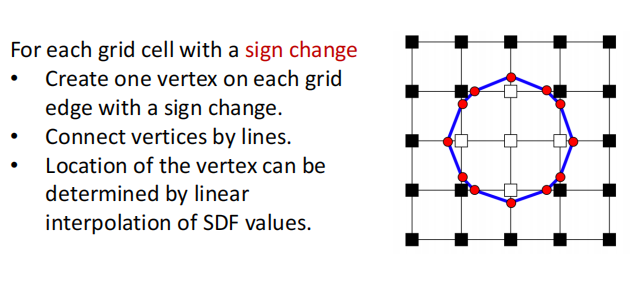 For each grid cell with a sign change
• Create one vertex on each grid
edge with a sign change.
• Connect vertices by lines.
• Location of the vertex can be
determined by linear
interpolation of SDF values.